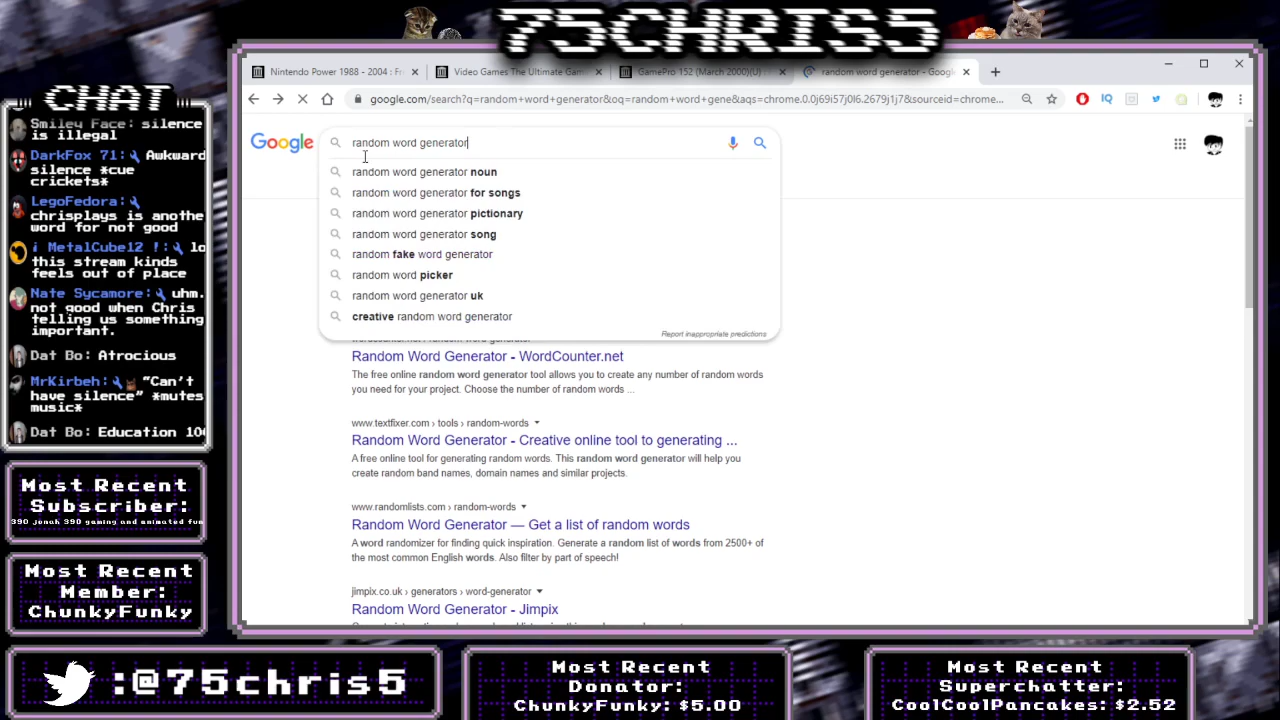 75CHRIS5
CHAT
Smiley Face: silence
is illegal
DarkFox 71: Awkward
silence *cue
crickets*
LegoFedora:
chrisplays is anothe
word for not good
¡ MetalCube12 !: lo
this stream kinds
feels out of place
Nate Sycamore: uhm.
not good when Chris
telling us something
important.
Dat Bo: Atrocious
MrKirbeh: "Can't
have silence" *mutes
music*
Dat Bo: Education 100
Most Recent
Subscriber:
390 jonah 390 gaming and animated fun
Most Recent
Member:
ChunkyFunky
:@75chris5
Most Recent
Donator:
ChunkyFunky: $5.00
Most Recent
Superchatter:
CoolCoolPancakes: $2.52
Nintendo Power 1988 - 2004 : Fr
Video Games The Ultimate Gam
GamePro 152 (March 2000)(U) :
random word generator - Google
google.com/search?q=random+word+generator&oq=random+word+gene&aqs=chrome.0.0j69i57j0l6.2679j1j7&sourceid=chrome...
Google
random word generator
random word generator noun
random word generator for songs
random word generator pictionary
random word generator song
random fake word generator
random word picker
random word generator uk
creative random word generator
Report inappropriate predictions
Random Word Generator - WordCounter.net
The free online random word generator tool allows you to create any number of random words
you need for your project. Choose the number of random words ...
www.textfixer.com › tools › random-words
Random Word Generator - Creative online tool to generating ...
A free online tool for generating random words. This random word generator will help you
create random band names, domain names and similar projects.
www.randomlists.com › random-words
Random Word Generator — Get a list of random words
A word randomizer for finding quick inspiration. Generate a random list of words from 2500+ of
the most common English words. Also filter by part of speech!
jimpix.co.uk › generators › word-generator
Random Word Generator - Jimpix